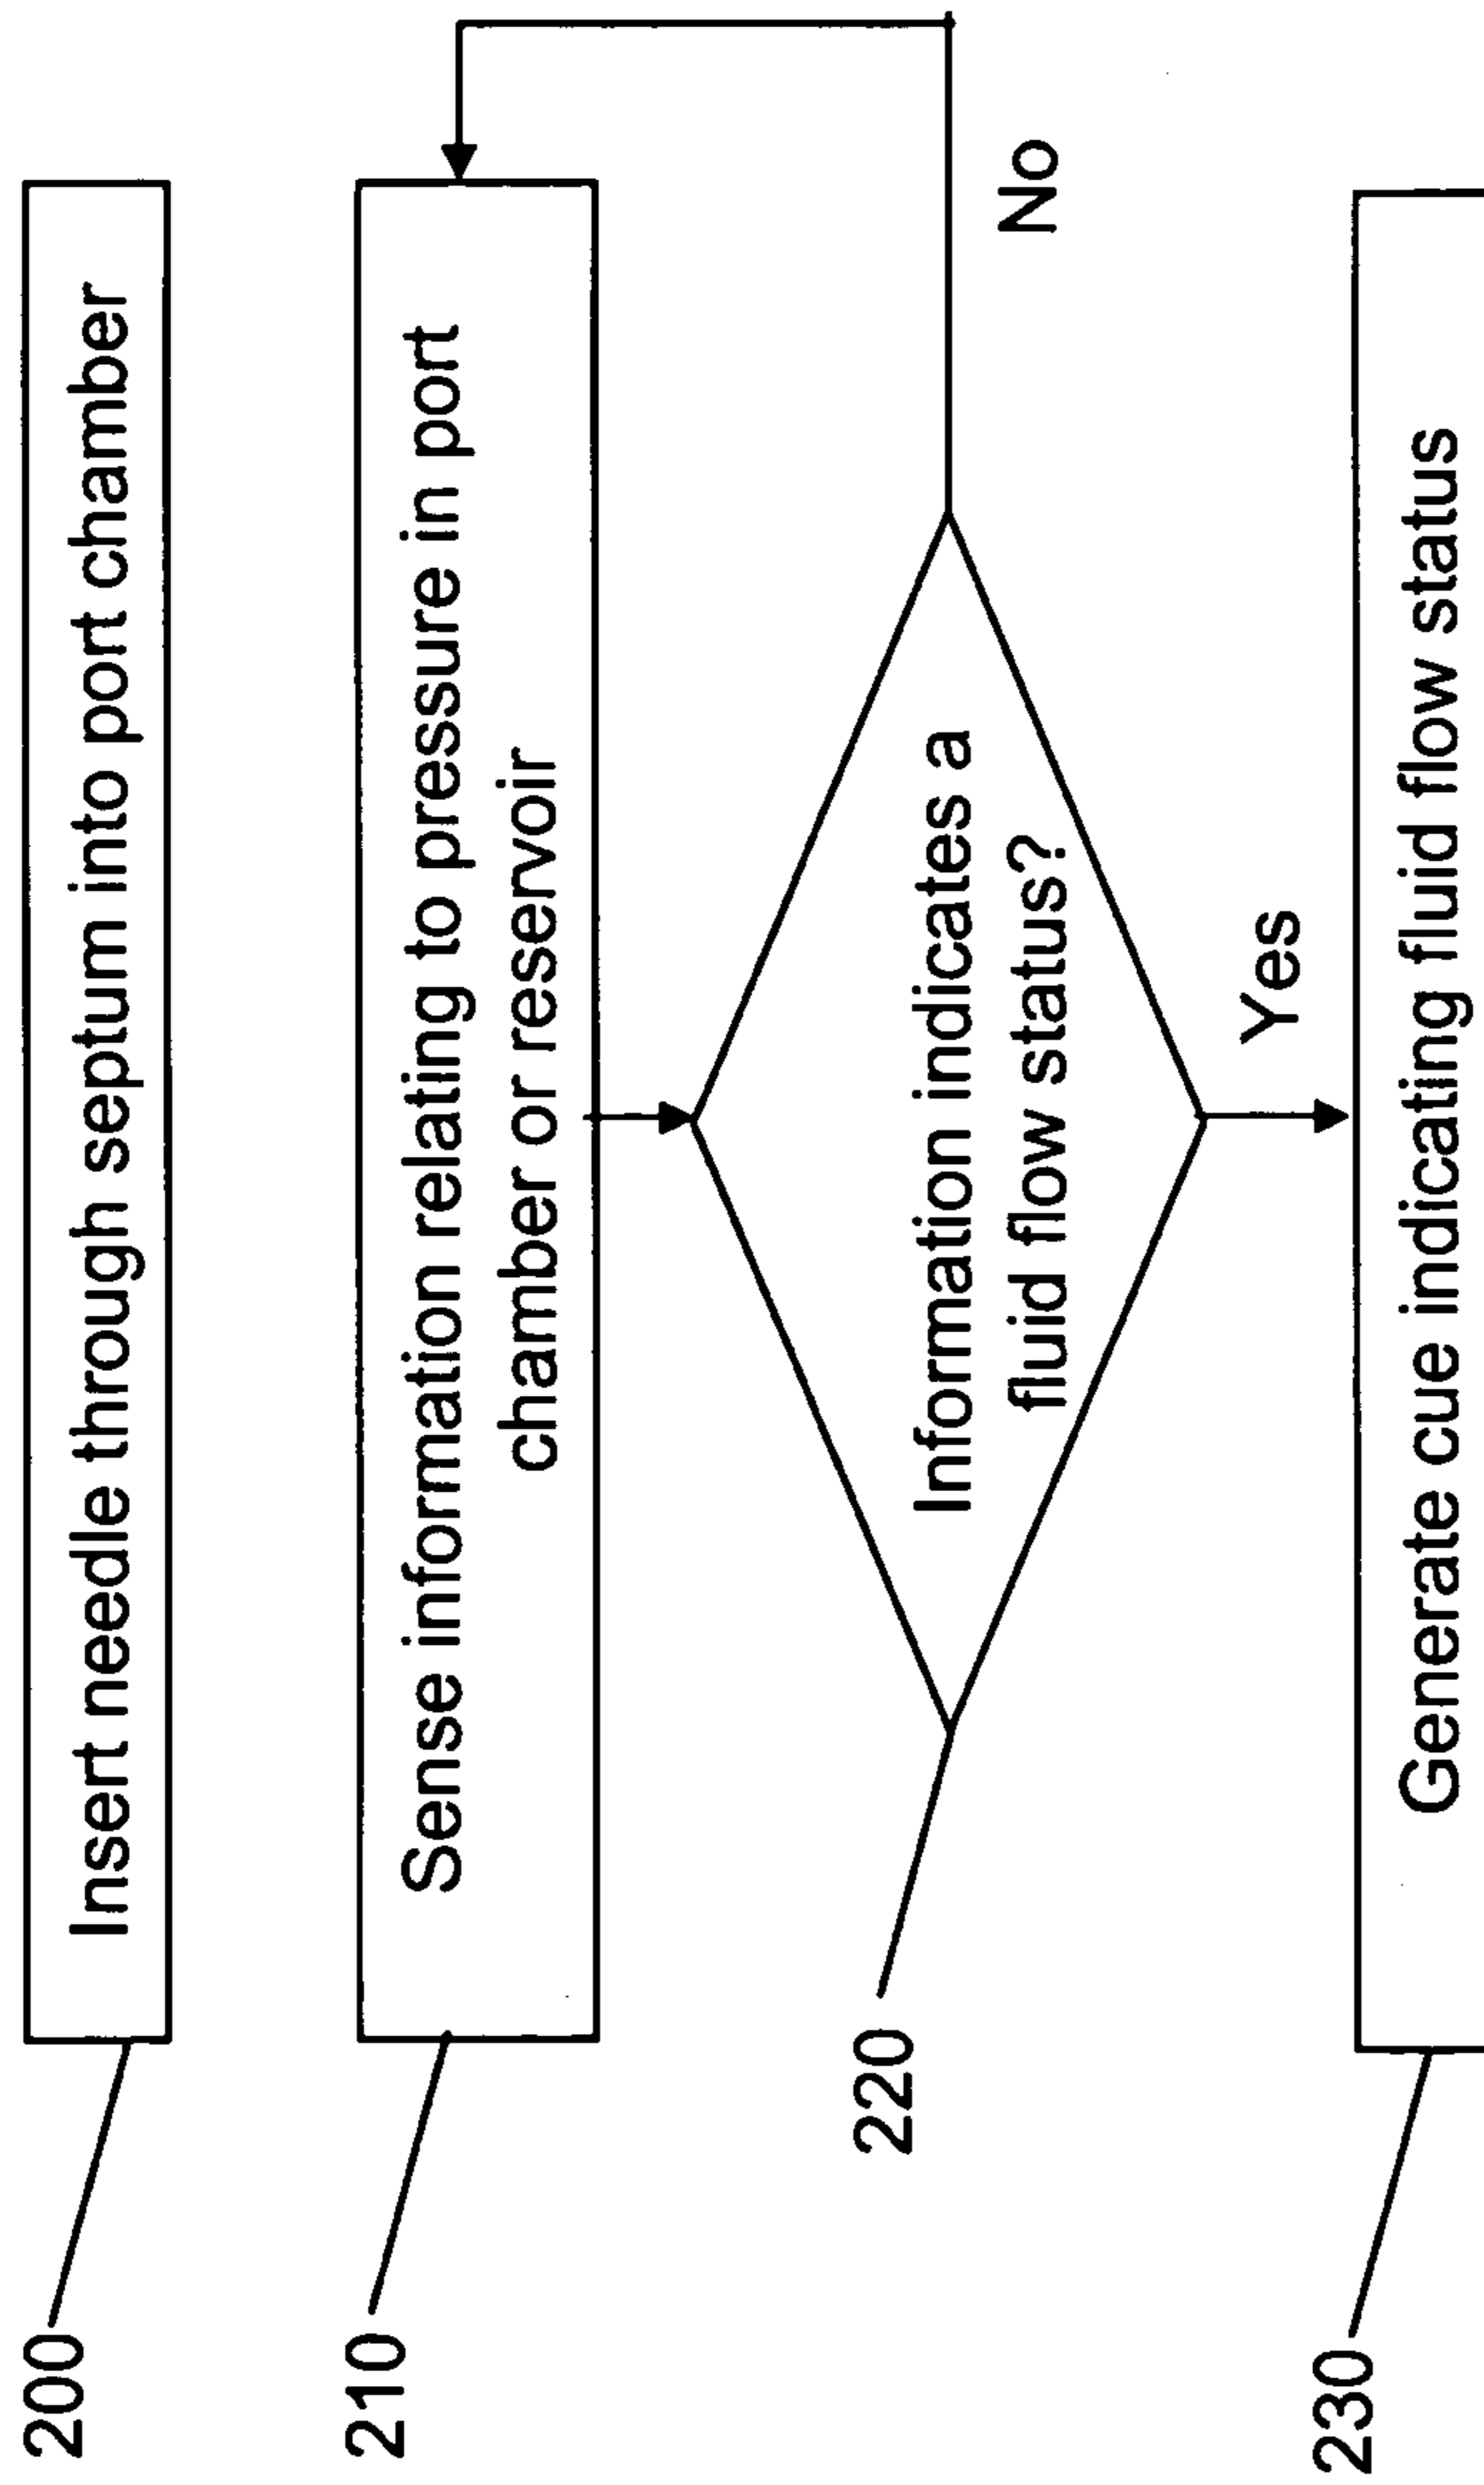 200
Insert needle through septum into port chamber
210
Sense information relating to pressure in port
chamber or reservoir
220
Information indicates a
fluid flow status?
No
Yes
230
Generate cue indicating fluid flow status